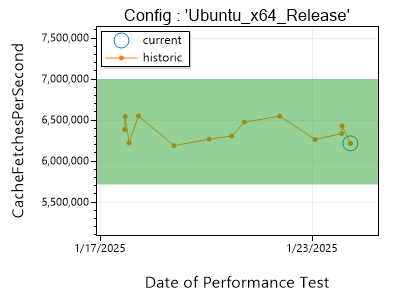 Config : 'Ubuntu_x64_Release'
current
historic
CacheFetchesPerSecond
7,500,000
7,000,000
6,500,000
6,000,000
5,500,000
1/17/2025
1/23/2025
Date of Performance Test